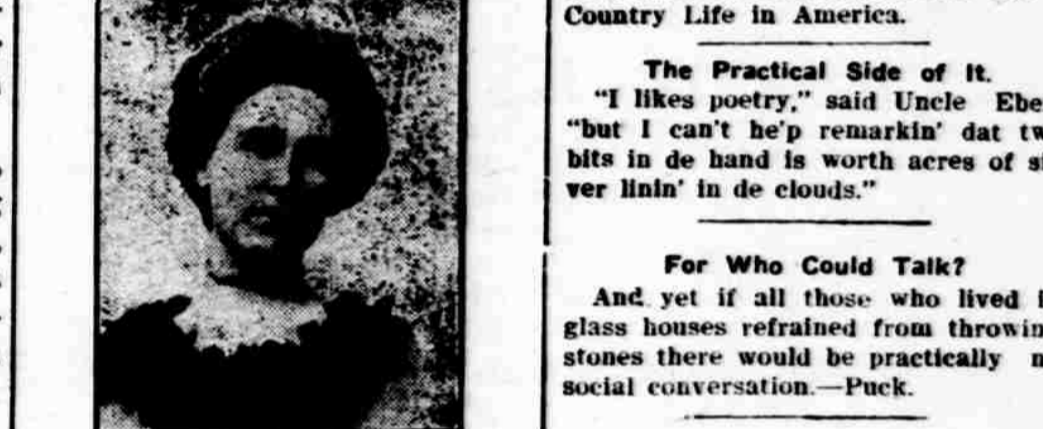 Country Life in America.
The Practical Side of It.
"I likes poetry," said Uncle Ebe
"but I can't he'p remarkin' dat tw
bits in de hand is worth acres of si
ver linin' in de clouds."
For Who Could Talk?
And yet if all those who lived i
glass houses refrained from throwin
stones there would be practically n
social conversation.—Puck.